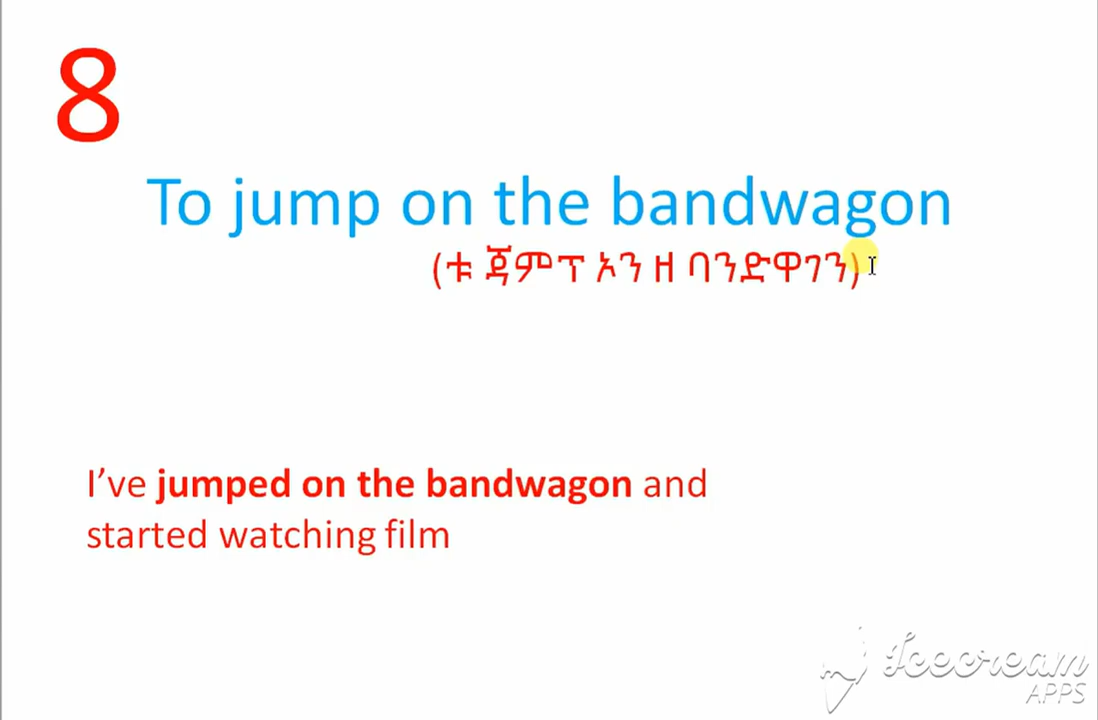 8
To jump on the bandwagon
(ቱ ጃምፕ ኦን ዘ ባንድዋገን)
I’ve jumped on the bandwagon and
started watching film
Icecream
APPS